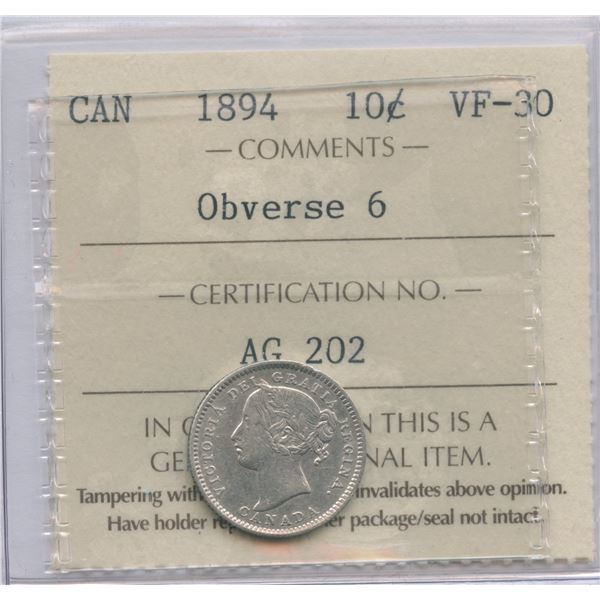 CAN 1894 10¢ VF-30
— COMMENTS —
Obverse 6
— CERTIFICATION NO. —
AG 202
IN THIS IS A
GE NAL ITEM.
Tampering with invalidates above opinion.
Have holder package/seal not intact.
VICTORIA DEI GRATIA REGINA.
CANADA